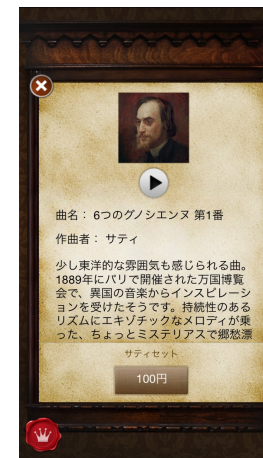 曲名： 6つのグノシエンヌ 第1番
作曲者： サティ
少し東洋的な雰囲気も感じられる曲。
1889年にパリで開催された万国博覧
会で、異国の音楽からインスピレーシ
ョンを受けたそうです。持続性のある
リズムにエキゾチックなメロディが乗
った、ちょっとミステリアスで郷愁漂
サティセット
100円